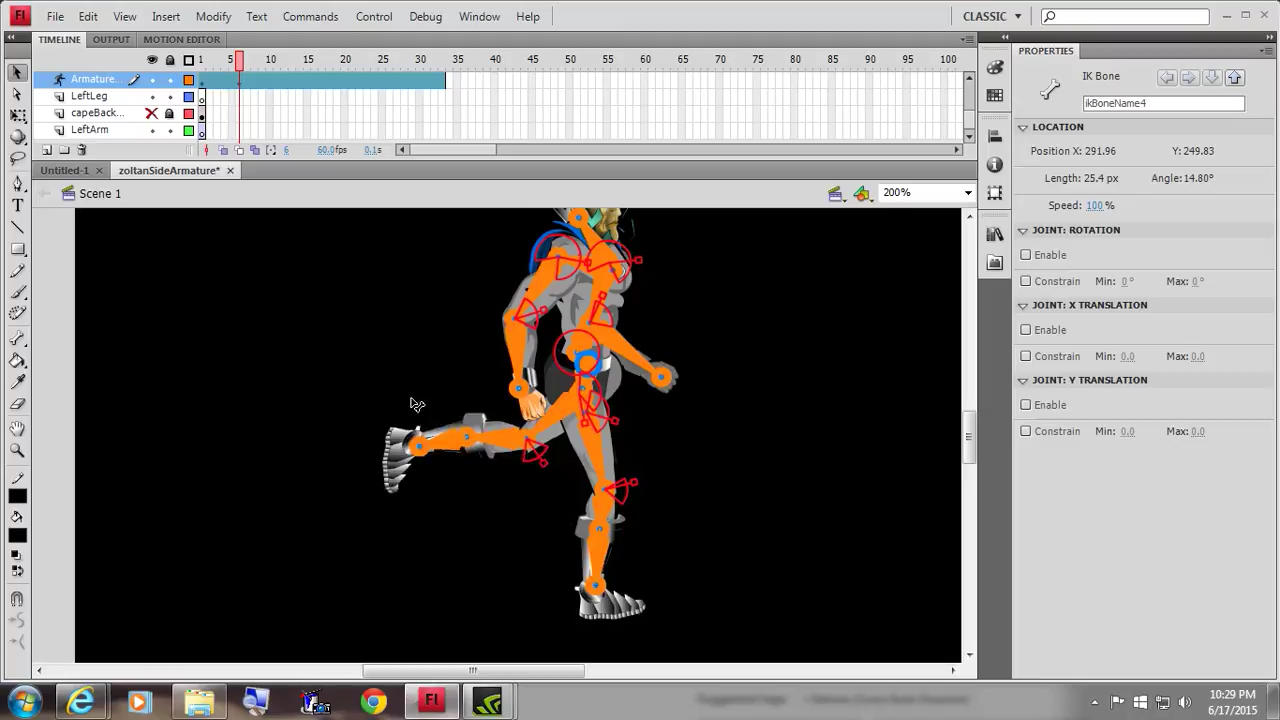 Fl File Edit View Insert Modify Text Commands Control Debug Window Help CLASSIC
TIMELINE OUTPUT MOTION EDITOR
PROPERTIES
1 5 10 15 20 25 30 35 40 45 50 55 60 65 70 75 80 85 90 95 100
Armature...
LeftLeg
capeBack...
LeftArm
6 60.0fps 0.1s
Untitled-1 zoltanSideArmature*
Scene 1 200%
IK Bone
ikBoneName4
LOCATION
Position X: 291.96 Y: 249.83
Length: 25.4 px Angle: 14.80°
Speed: 100 %
JOINT: ROTATION
Enable
Constrain Min: 0° Max: 0°
JOINT: X TRANSLATION
Enable
Constrain Min: 0.0 Max: 0.0
JOINT: Y TRANSLATION
Enable
Constrain Min: 0.0 Max: 0.0
Fl
10:29 PM
6/17/2015